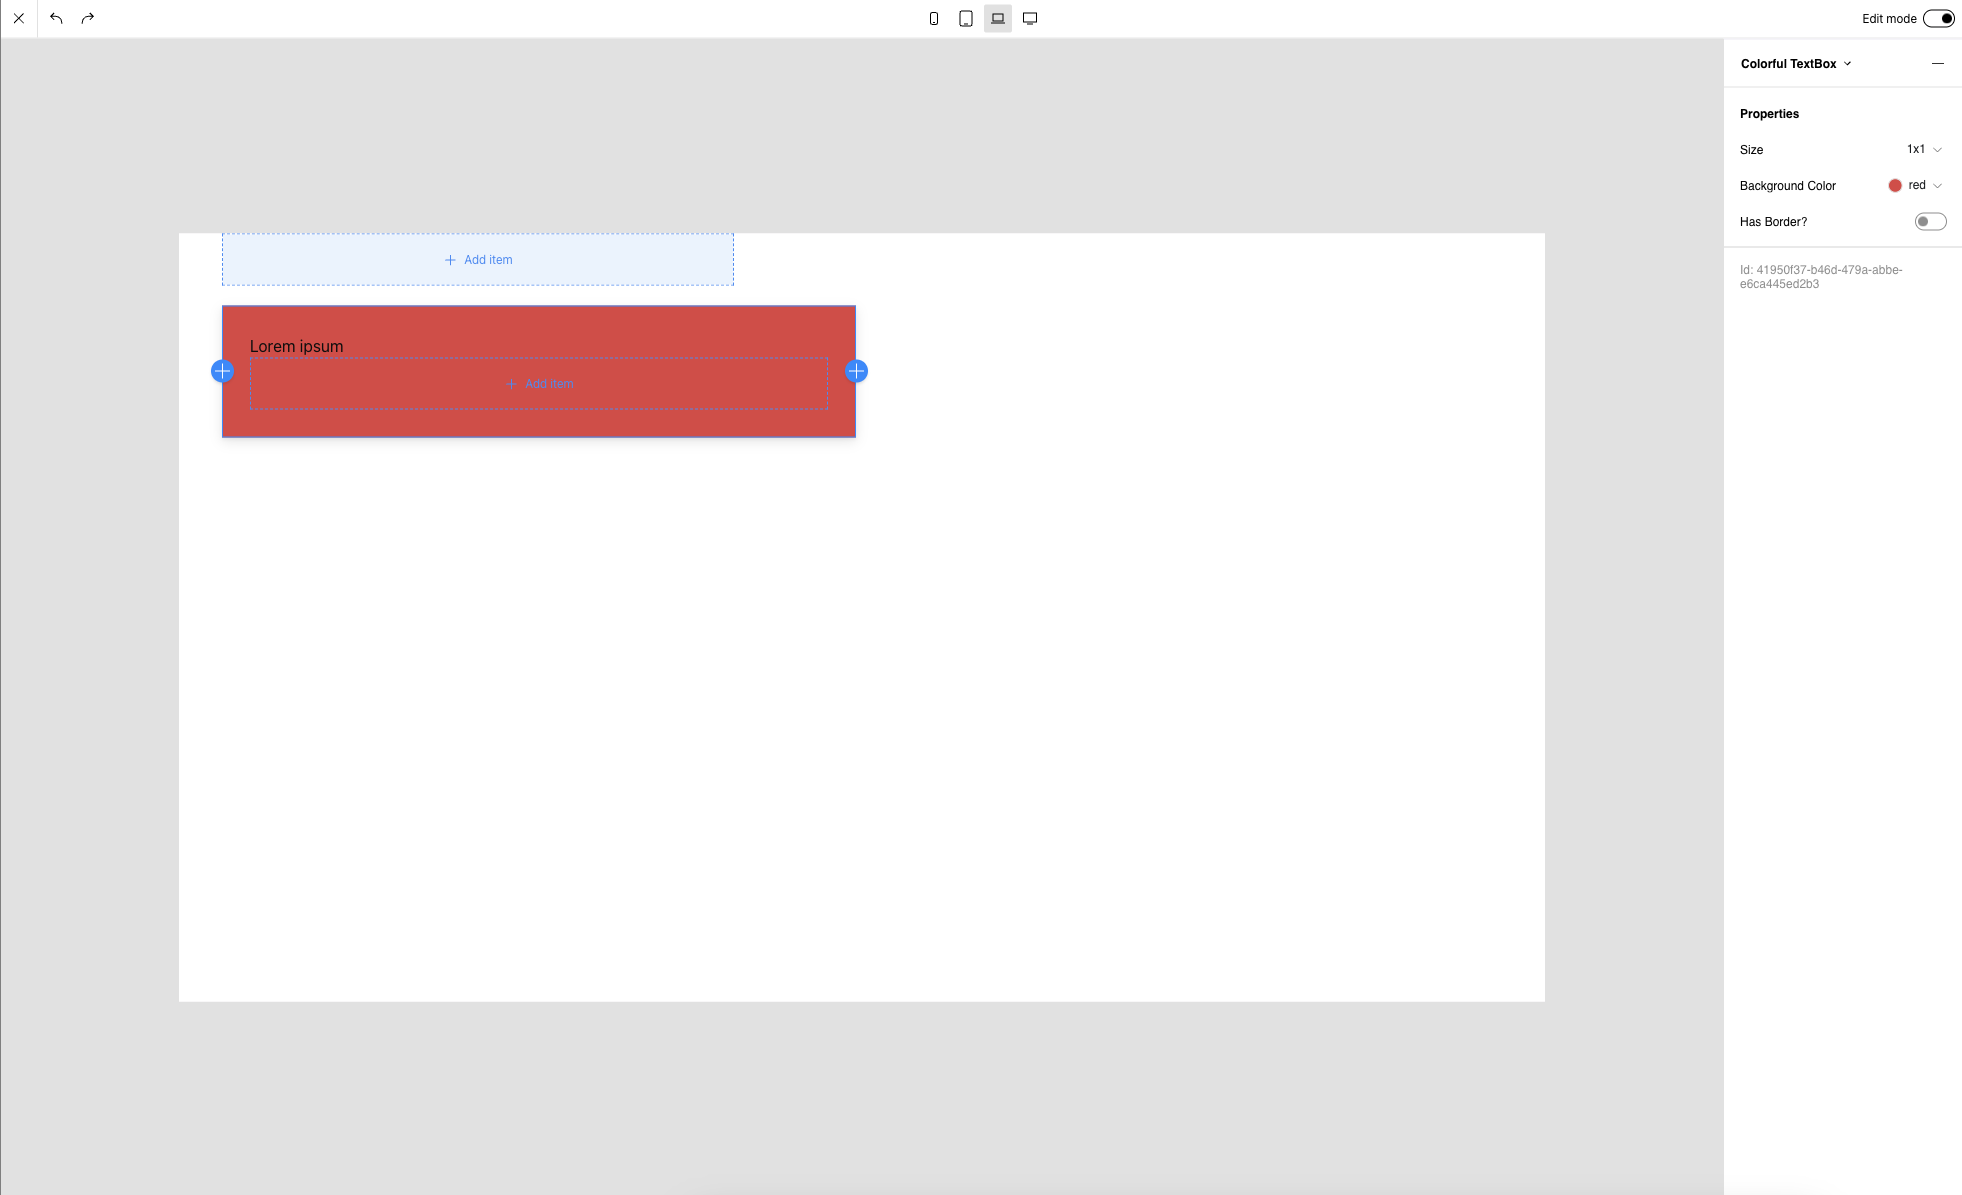 Edit mode
Colorful TextBox
Properties
Size 1x1
Background Color red
Has Border?
Id: 41950f37-b46d-479a-abbe-
e6ca445ed2b3
Add item
Lorem ipsum
Add item